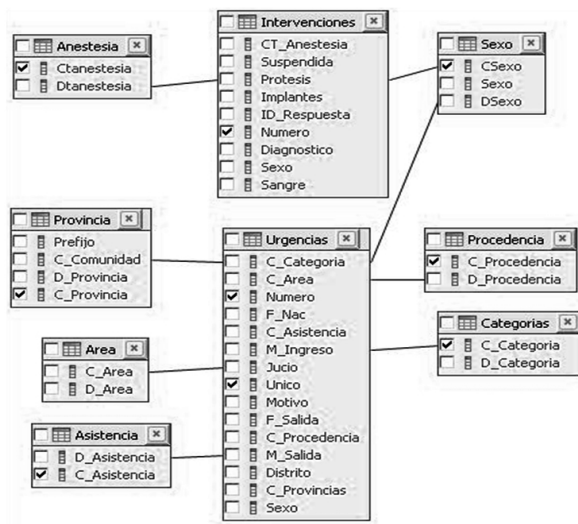 Anestesia
Ctanestesia
Dtanestesia
Intervenciones
CT_Anestesia
Suspendida
Protesis
Implantes
ID_Respuesta
Numero
Diagnostico
Sexo
Sangre
Sexo
CSexo
Sexo
DSexo
Provincia
Prefijo
C_Comunidad
D_Provincia
C_Provincia
Urgencias
C_Categoria
C_Area
Numero
F_Nac
C_Asistencia
M_Ingreso
Jucio
Unico
Motivo
F_Salida
C_Procedencia
M_Salida
Distrito
C_Provincias
Sexo
Procedencia
C_Procedencia
D_Procedencia
Categorias
C_Categoria
D_Categoria
Area
C_Area
D_Area
Asistencia
D_Asistencia
C_Asistencia